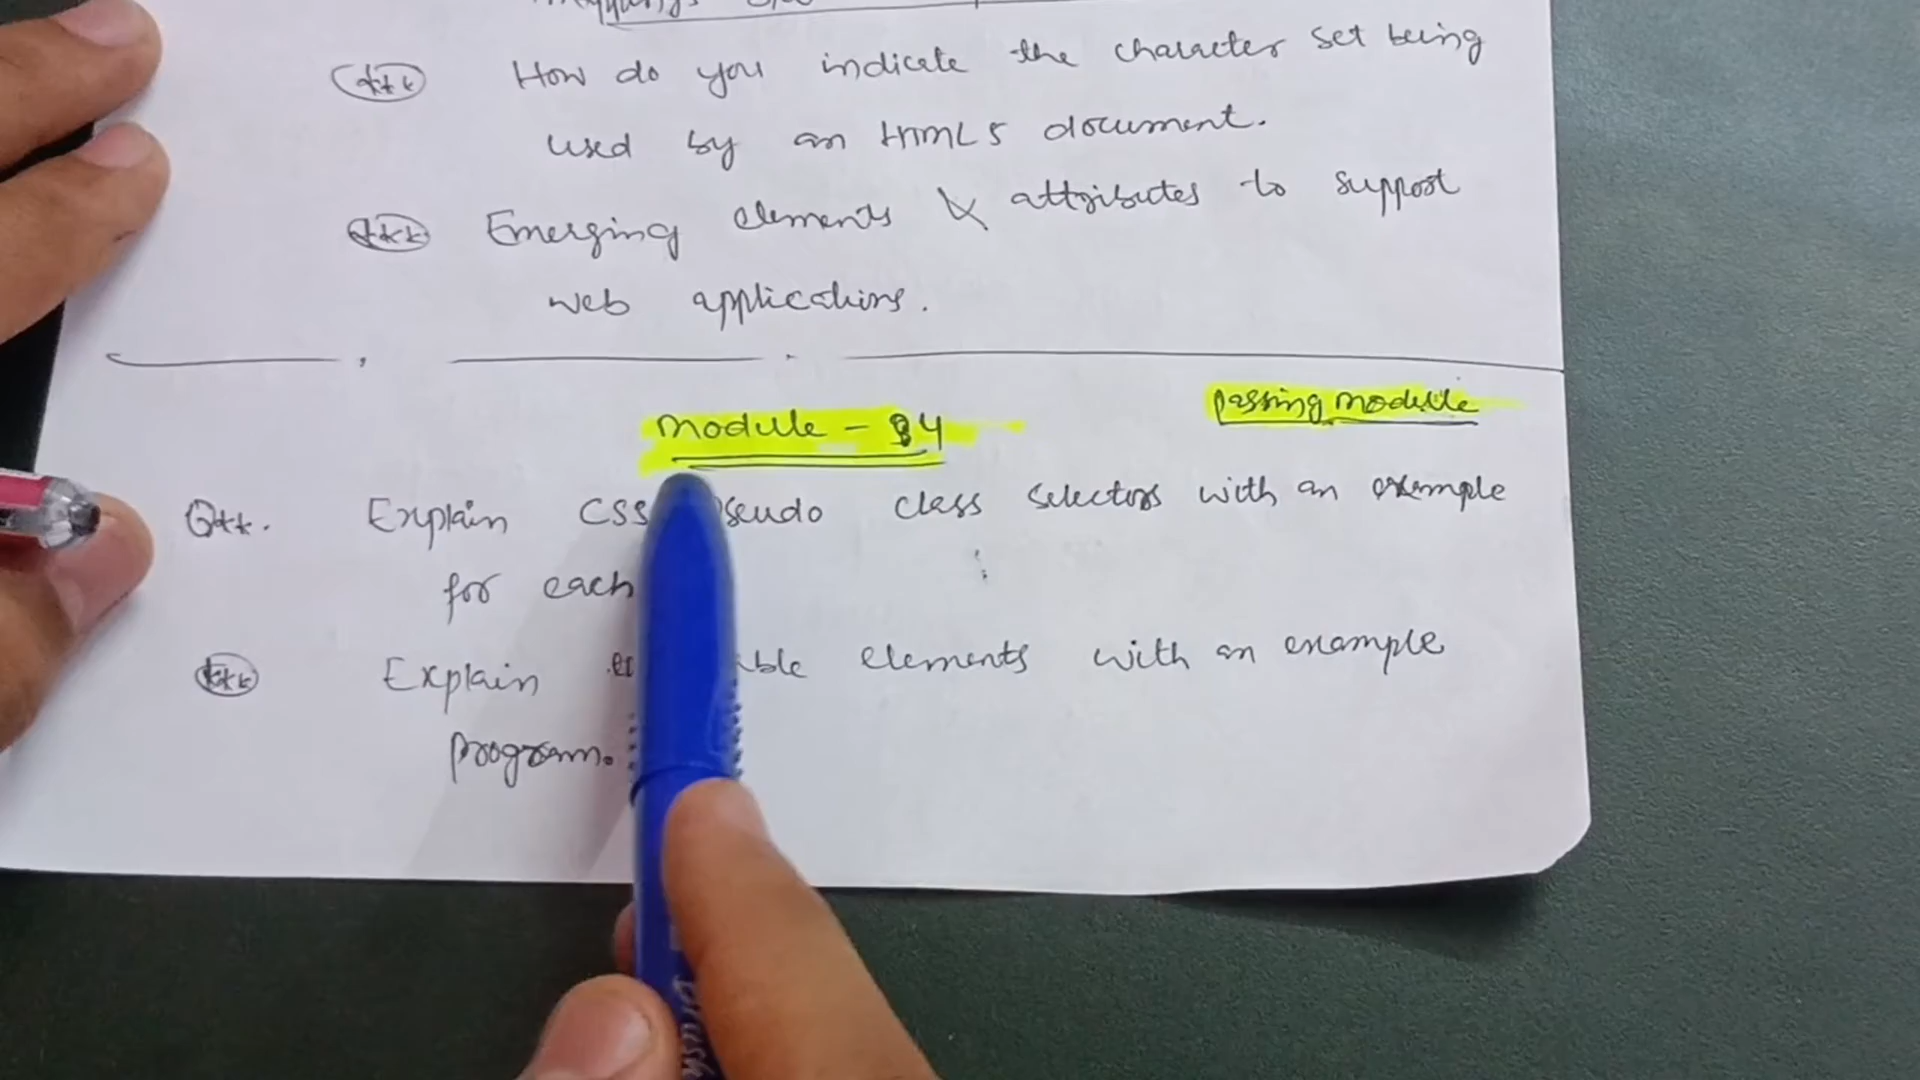 *** How do you indicate the character set being
used by an HTML5 document.
*** Emerging elements & attributes to support
web applications.
Module - 4
passing module
Q**. Explain CSS pseudo class selectors with an example
for each
*** Explain elements with an example
program.